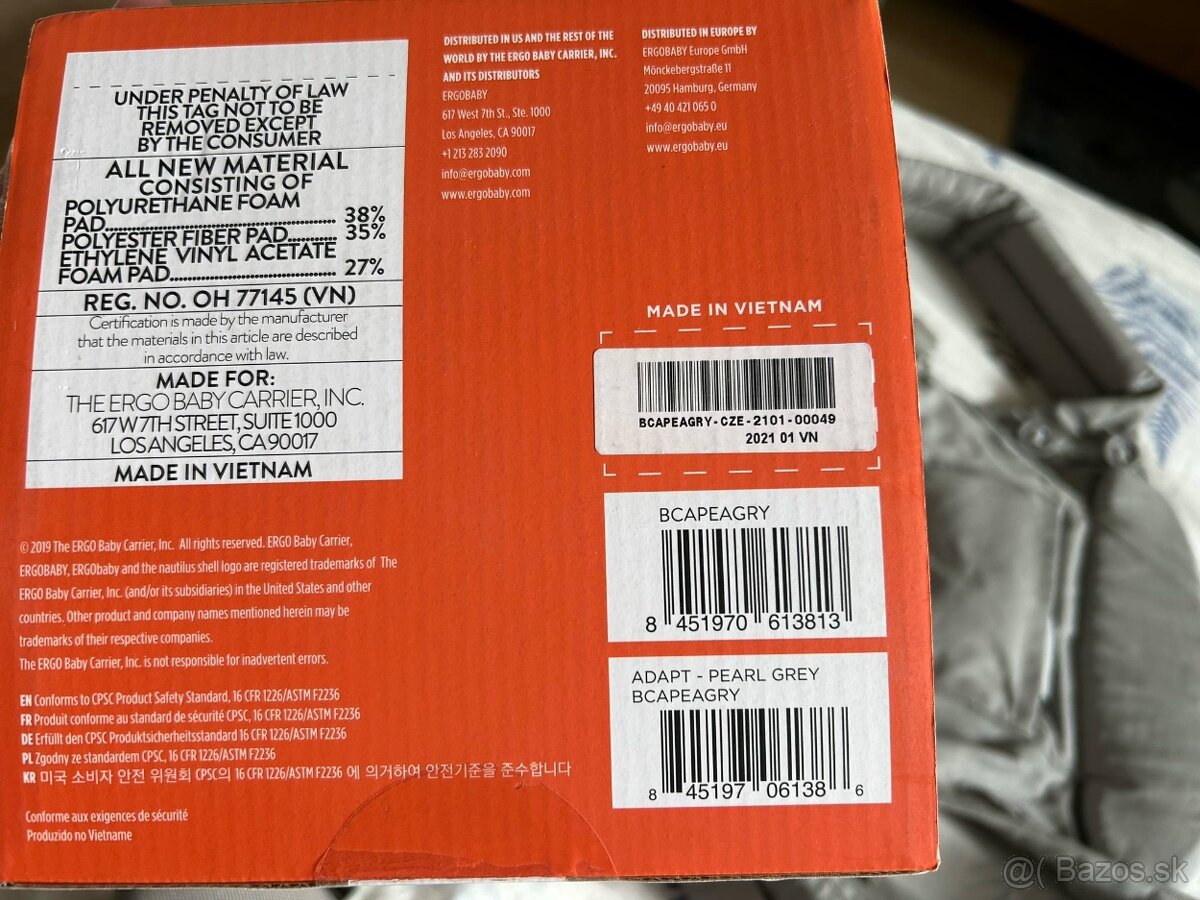 UNDER PENALTY OF LAW
THIS TAG NOT TO BE
REMOVED EXCEPT
BY THE CONSUMER
ALL NEW MATERIAL
CONSISTING OF
POLYURETHANE FOAM
PAD.......................................... 38%
POLYESTER FIBER PAD.......... 35%
ETHYLENE VINYL ACETATE
FOAM PAD.............................. 27%
REG. NO. OH 77145 (VN)
Certification is made by the manufacturer
that the materials in this article are described
in accordance with law.
MADE FOR:
THE ERGO BABY CARRIER, INC.
617 W 7TH STREET, SUITE 1000
LOS ANGELES, CA 90017
MADE IN VIETNAM
DISTRIBUTED IN US AND THE REST OF THE
WORLD BY THE ERGO BABY CARRIER, INC.
AND ITS DISTRIBUTORS
ERGOBABY
617 West 7th St., Ste. 1000
Los Angeles, CA 90017
+1 213 283 2090
info@ergobaby.com
www.ergobaby.com
DISTRIBUTED IN EUROPE BY
ERGOBABY Europe GmbH
Mönckebergstraße 11
20095 Hamburg, Germany
+49 40 421 065 0
info@ergobaby.eu
www.ergobaby.eu
MADE IN VIETNAM
BCAPEAGRY-CZE-2101-00049
2021 01 VN
BCAPEAGRY
8 451970 613813
ADAPT - PEARL GREY
BCAPEAGRY
8 45197 06138 6
© 2019 The ERGO Baby Carrier, Inc. All rights reserved. ERGO Baby Carrier,
ERGOBABY, ERGObaby and the nautilus shell logo are registered trademarks of The
ERGO Baby Carrier, Inc. (and/or its subsidiaries) in the United States and other
countries. Other product and company names mentioned herein may be
trademarks of their respective companies.
The ERGO Baby Carrier, Inc. is not responsible for inadvertent errors.
EN Conforms to CPSC Product Safety Standard, 16 CFR 1226/ASTM F2236
FR Produit conforme au standard de sécurité CPSC, 16 CFR 1226/ASTM F2236
DE Erfüllt den CPSC Produktsicherheitsstandard 16 CFR 1226/ASTM F2236
PL Zgodny ze standardem CPSC, 16 CFR 1226/ASTM F2236
KR 미국 소비자 안전 위원회 CPSC의 16 CFR 1226/ASTM F2236 에 의거하여 안전기준을 준수합니다
Conforme aux exigences de sécurité
Produzido no Vietname
@( Bazos.sk